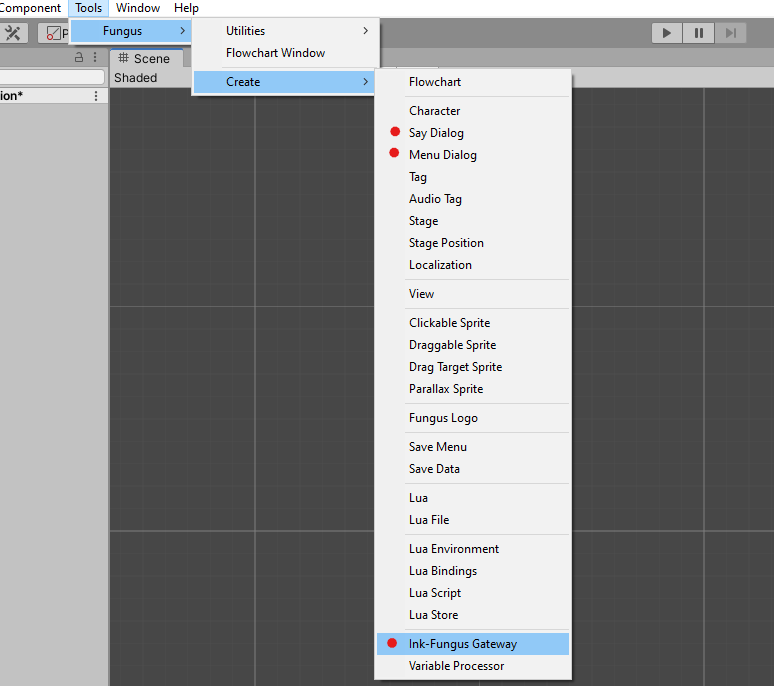 Component Tools Window Help
Fungus
Utilities
Flowchart Window
Create
Scene
Shaded
ion*
Flowchart
Character
Say Dialog
Menu Dialog
Tag
Audio Tag
Stage
Stage Position
Localization
View
Clickable Sprite
Draggable Sprite
Drag Target Sprite
Parallax Sprite
Fungus Logo
Save Menu
Save Data
Lua
Lua File
Lua Environment
Lua Bindings
Lua Script
Lua Store
Ink-Fungus Gateway
Variable Processor